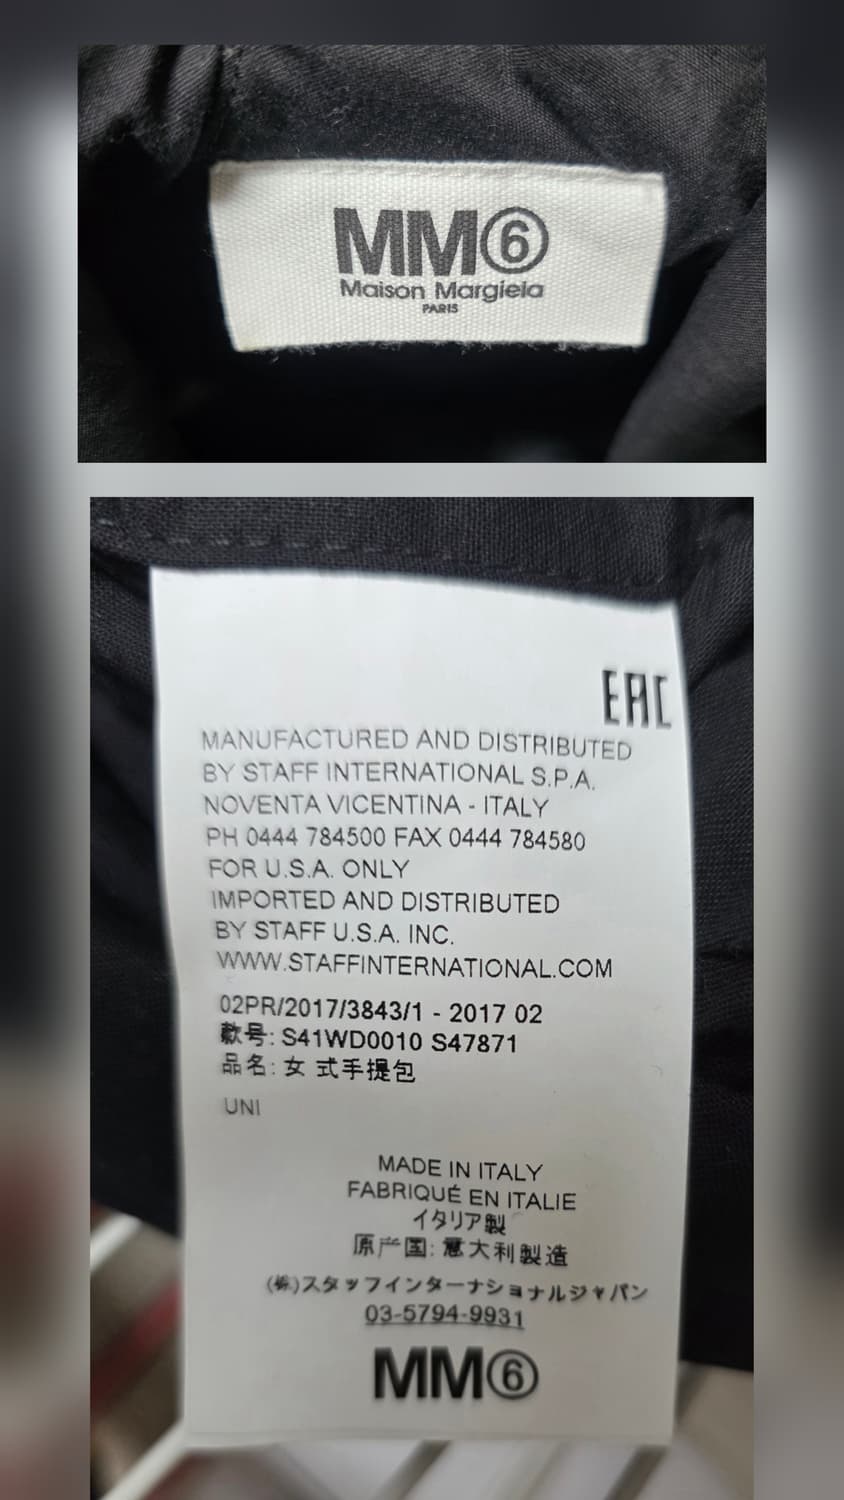 MM⑥
Maison Margiela
PARIS
EAC
MANUFACTURED AND DISTRIBUTED
BY STAFF INTERNATIONAL S.P.A.
NOVENTA VICENTINA - ITALY
PH 0444 784500 FAX 0444 784580
FOR U.S.A. ONLY
IMPORTED AND DISTRIBUTED
BY STAFF U.S.A. INC.
WWW.STAFFINTERNATIONAL.COM
02PR/2017/3843/1 - 2017 02
款号: S41WD0010 S47871
品名: 女 式手提包
UNI
MADE IN ITALY
FABRIQUÉ EN ITALIE
イタリア製
原产国: 意大利製造
(株)スタッフインターナショナルジャパン
03-5794-9931
MM⑥